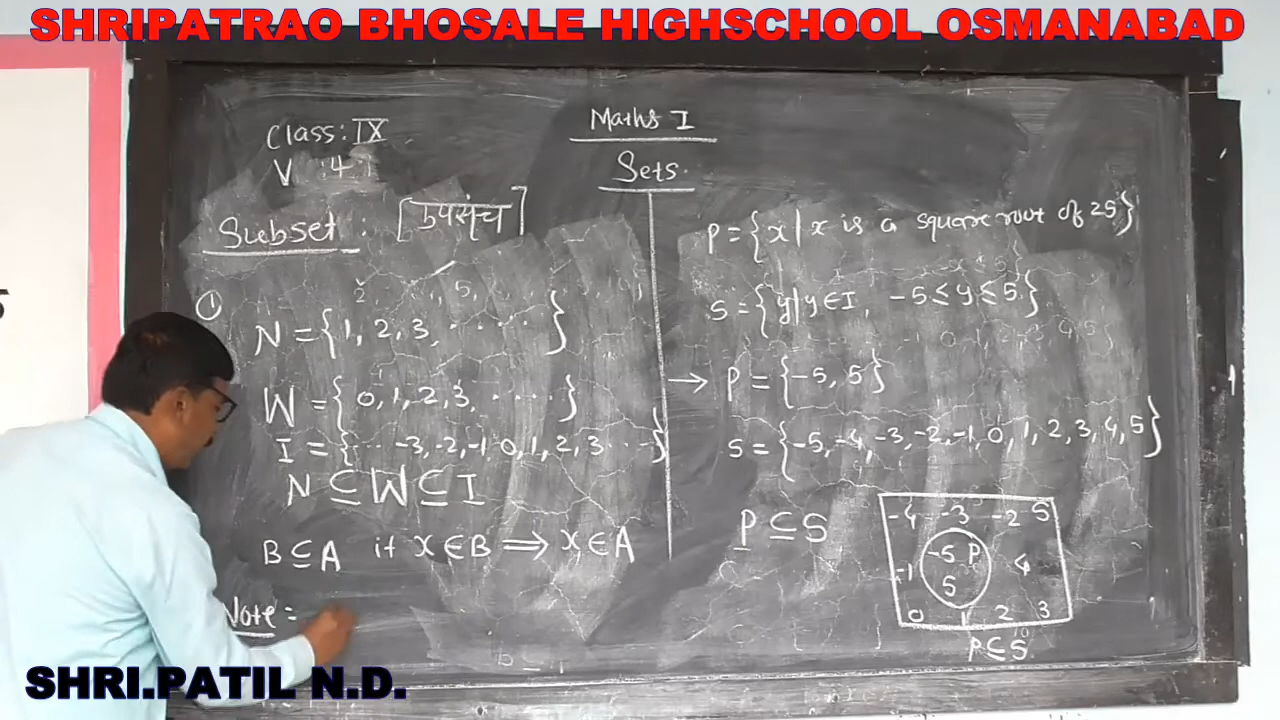 SHRIPATRAO BHOSALE HIGHSCHOOL OSMANABAD
Maths I
Sets.
Class: IX
V :4
Subset : [उपसंच]
①
N = {1, 2, 3, ..... }
W = { 0, 1, 2, 3, ..... }
I = {... -3, -2, -1, 0, 1, 2, 3 ... }
N ⊆ W ⊆ I
B ⊆ A if x ∈ B ⟹ x ∈ A
Note =
P = {x | x is a square root of 25}
S = {y | y ∈ I, -5 ≤ y ≤ 5}
→ P = {-5, 5}
S = {-5, -4, -3, -2, -1, 0, 1, 2, 3, 4, 5}
P ⊆ S
-4 -3 -2 5
-5 P
-1 4
5
0 1 2 3
P ⊆ S
SHRI.PATIL N.D.